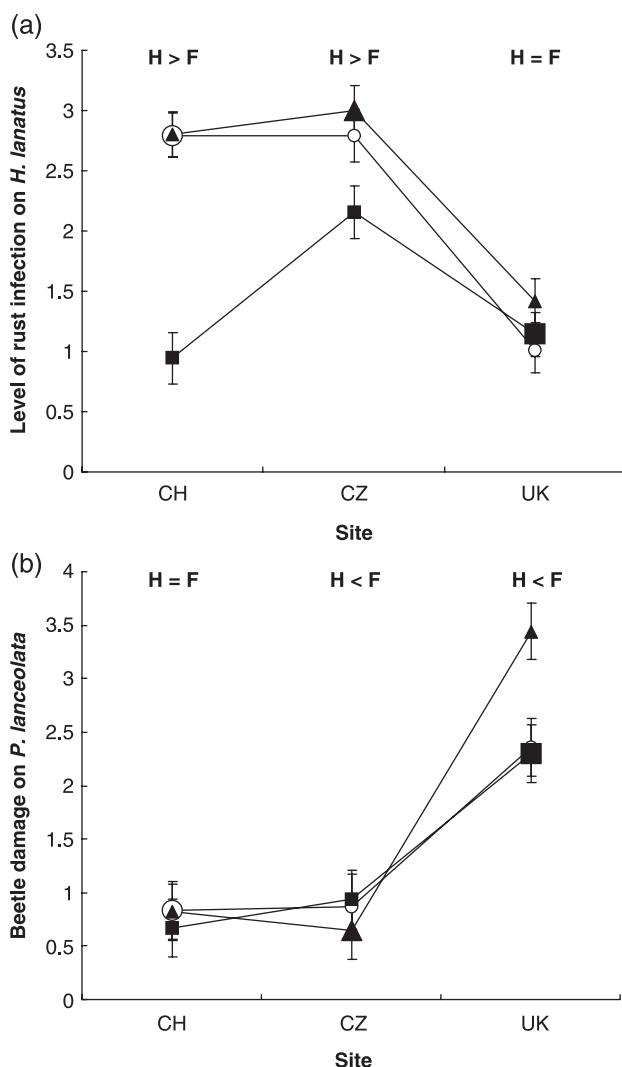 (a)
Level of rust infection on H. lanatus
3.5
3
2.5
2
1.5
1
0.5
0
H > F H > F H = F
CH CZ UK
Site
(b)
Beetle damage on P. lanceolata
4
3.5
3
2.5
2
1.5
1
0.5
0
H = F H < F H < F
CH CZ UK
Site